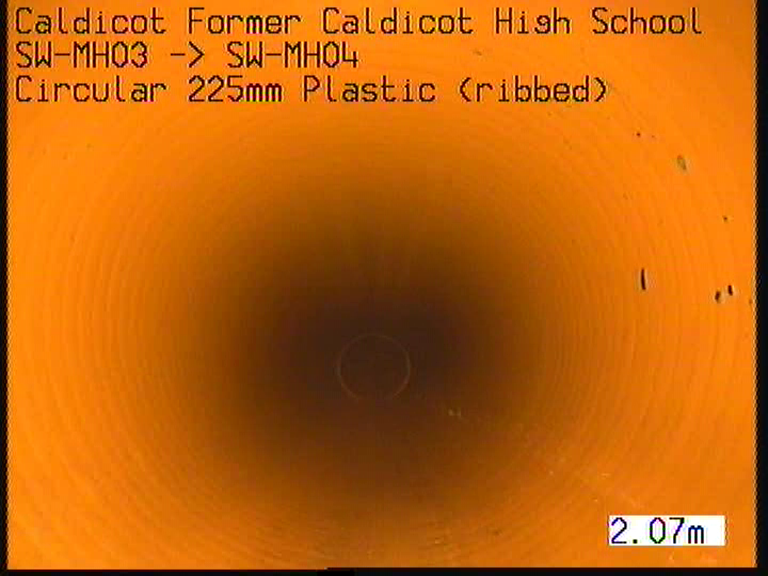 Caldicot Former Caldicot High School
SW-MH03 -> SW-MH04
Circular 225mm Plastic (ribbed)
2.07m